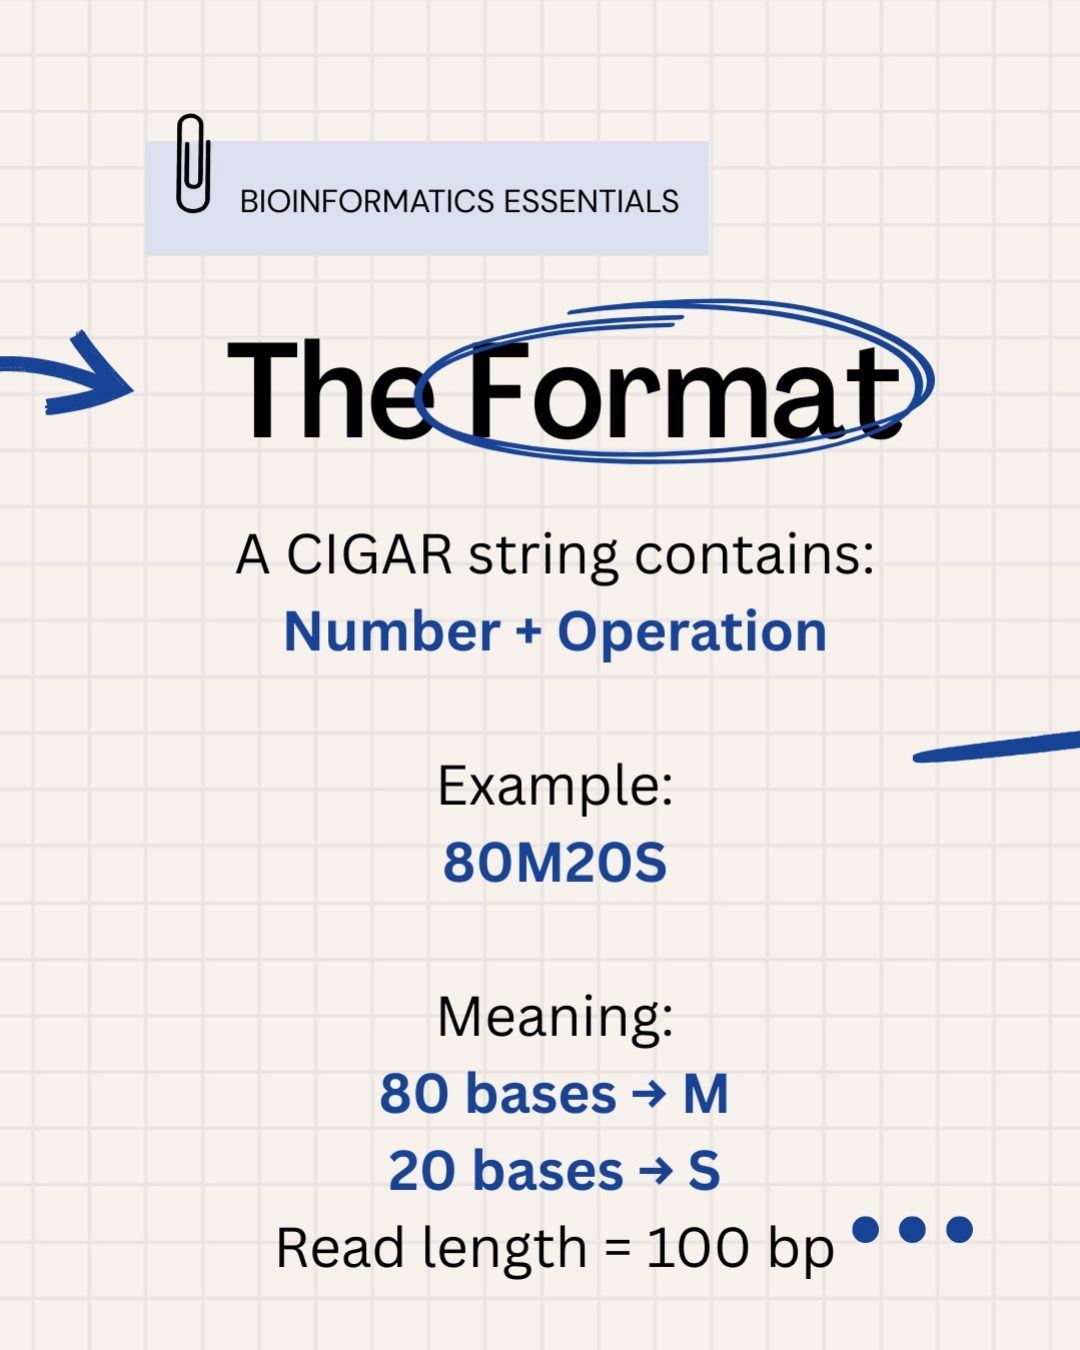 BIOINFORMATICS ESSENTIALS
The Format
A CIGAR string contains:
Number + Operation
Example:
80M20S
Meaning:
80 bases → M
20 bases → S
Read length = 100 bp